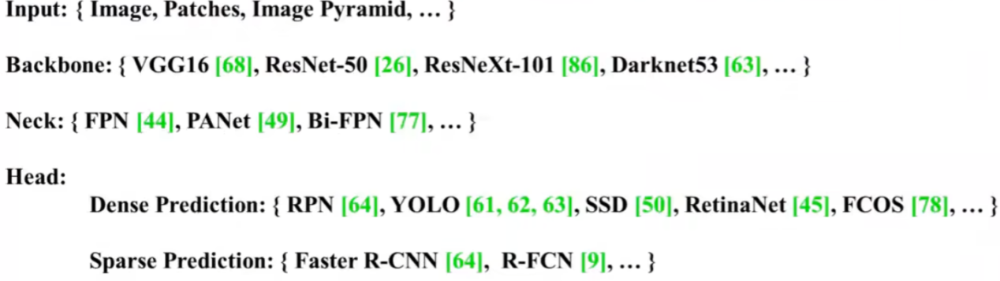 Input: { Image, Patches, Image Pyramid, … }
Backbone: { VGG16 [68], ResNet-50 [26], ResNeXt-101 [86], Darknet53 [63], … }
Neck: { FPN [44], PANet [49], Bi-FPN [77], … }
Head:
Dense Prediction: { RPN [64], YOLO [61, 62, 63], SSD [50], RetinaNet [45], FCOS [78], … }
Sparse Prediction: { Faster R-CNN [64], R-FCN [9], … }